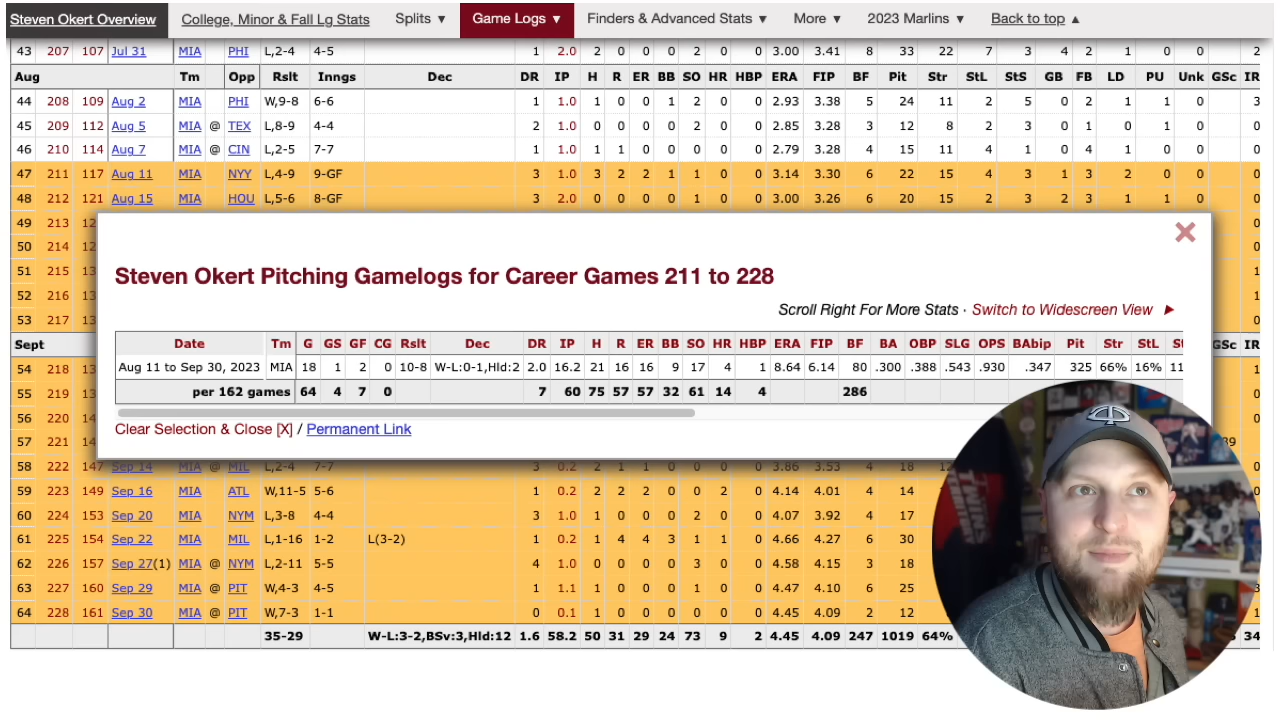 Steven Okert Overview College, Minor & Fall Lg Stats Splits ▼ Game Logs ▼ Finders & Advanced Stats ▼ More ▼ 2023 Marlins ▼ Back to top ▲
43 207 107 Jul 31 MIA PHI L,2-4 4-5 1 2.0 2 0 0 0 2 0 0 3.00 3.41 8 33 22 7 3 4 2 1 0 0 2
Aug Tm Opp Rslt Inngs Dec DR IP H R ER BB SO HR HBP ERA FIP BF Pit Str StL StS GB FB LD PU Unk GSc IR
44 208 109 Aug 2 MIA PHI W,9-8 6-6 1 1.0 1 0 0 1 2 0 0 2.93 3.38 5 24 11 2 5 0 2 1 1 0 3
45 209 112 Aug 5 MIA @ TEX L,8-9 4-4 2 1.0 0 0 0 0 2 0 0 2.85 3.28 3 12 8 2 3 0 1 0 1 0 0
46 210 114 Aug 7 MIA @ CIN L,2-5 7-7 1 1.0 1 1 0 0 0 0 0 2.79 3.28 4 15 11 4 1 0 4 1 0 0 0
47 211 117 Aug 11 MIA NYY L,4-9 9-GF 3 1.0 3 2 2 1 1 0 0 3.14 3.30 6 22 15 4 3 1 3 2 0 0 0
48 212 121 Aug 15 MIA HOU L,5-6 8-GF 3 2.0 0 0 0 0 1 0 0 3.00 3.26 6 20 15 2 3 2 3 1 1 0 0
49 213 12 0
50 214 12 0
51 215 13 1
52 216 13 1
53 217 13 0
Sept GSc IR
54 218 13 1
55 219 13 0
56 220 14
57 221 14 39
Steven Okert Pitching Gamelogs for Career Games 211 to 228
Scroll Right For More Stats · Switch to Widescreen View ►
Date Tm G GS GF CG Rslt Dec DR IP H R ER BB SO HR HBP ERA FIP BF BA OBP SLG OPS BAbip Pit Str StL
Aug 11 to Sep 30, 2023 MIA 18 1 2 0 10-8 W-L:0-1,Hld:2 2.0 16.2 21 16 16 9 17 4 1 8.64 6.14 80 .300 .388 .543 .930 .347 325 66% 16% 11
per 162 games 64 4 7 0 7 60 75 57 57 32 61 14 4 286
Clear Selection & Close [X] / Permanent Link
58 222 147 Sep 14 MIA @ MIL L,2-4 7-7 3 0.2 2 1 1 0 0 0 0 3.86 3.53 4 18 12
59 223 149 Sep 16 MIA ATL W,11-5 5-6 1 0.2 2 2 2 0 0 2 0 4.14 4.01 4 14
60 224 153 Sep 20 MIA NYM L,3-8 4-4 3 1.0 1 0 0 0 2 0 0 4.07 3.92 4 17
61 225 154 Sep 22 MIA MIL L,1-16 1-2 L(3-2) 1 0.2 1 4 4 3 1 1 0 4.66 4.27 6 30
62 226 157 Sep 27(1) MIA @ NYM L,2-11 5-5 4 1.0 0 0 0 0 3 0 0 4.58 4.15 3 18
63 227 160 Sep 29 MIA @ PIT W,4-3 4-5 1 1.1 1 0 0 0 1 0 0 4.47 4.10 6 25
64 228 161 Sep 30 MIA @ PIT W,7-3 1-1 0 0.1 1 0 0 0 0 0 0 4.45 4.09 2 12 1
35-29 W-L:3-2,BSv:3,Hld:12 1.6 58.2 50 31 29 24 73 9 2 4.45 4.09 247 1019 64% 34